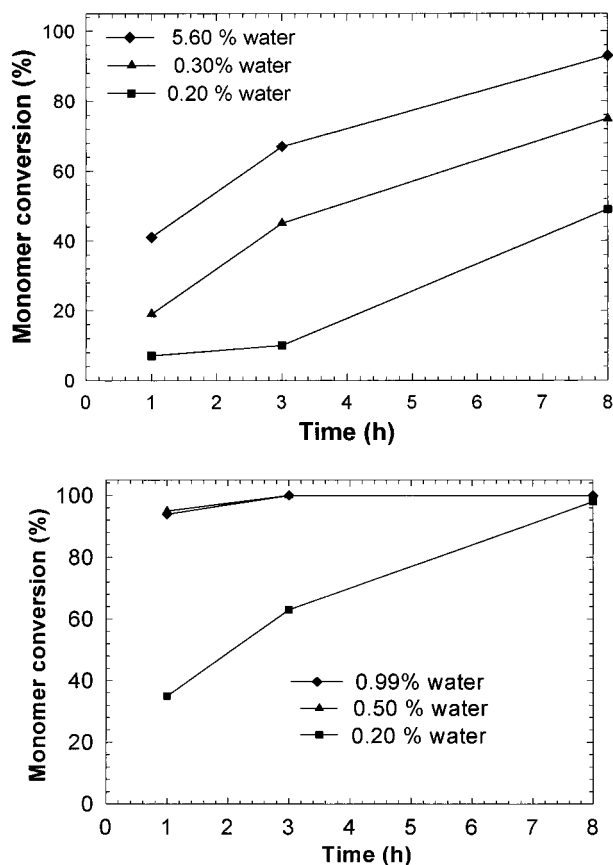 100
80
60
40
20
0
Monomer conversion (%)
5.60 % water
0.30% water
0.20 % water
0 1 2 3 4 5 6 7 8
Time (h)
100
80
60
40
20
0
Monomer conversion (%)
0.99% water
0.50 % water
0.20 % water
0 1 2 3 4 5 6 7 8
Time (h)